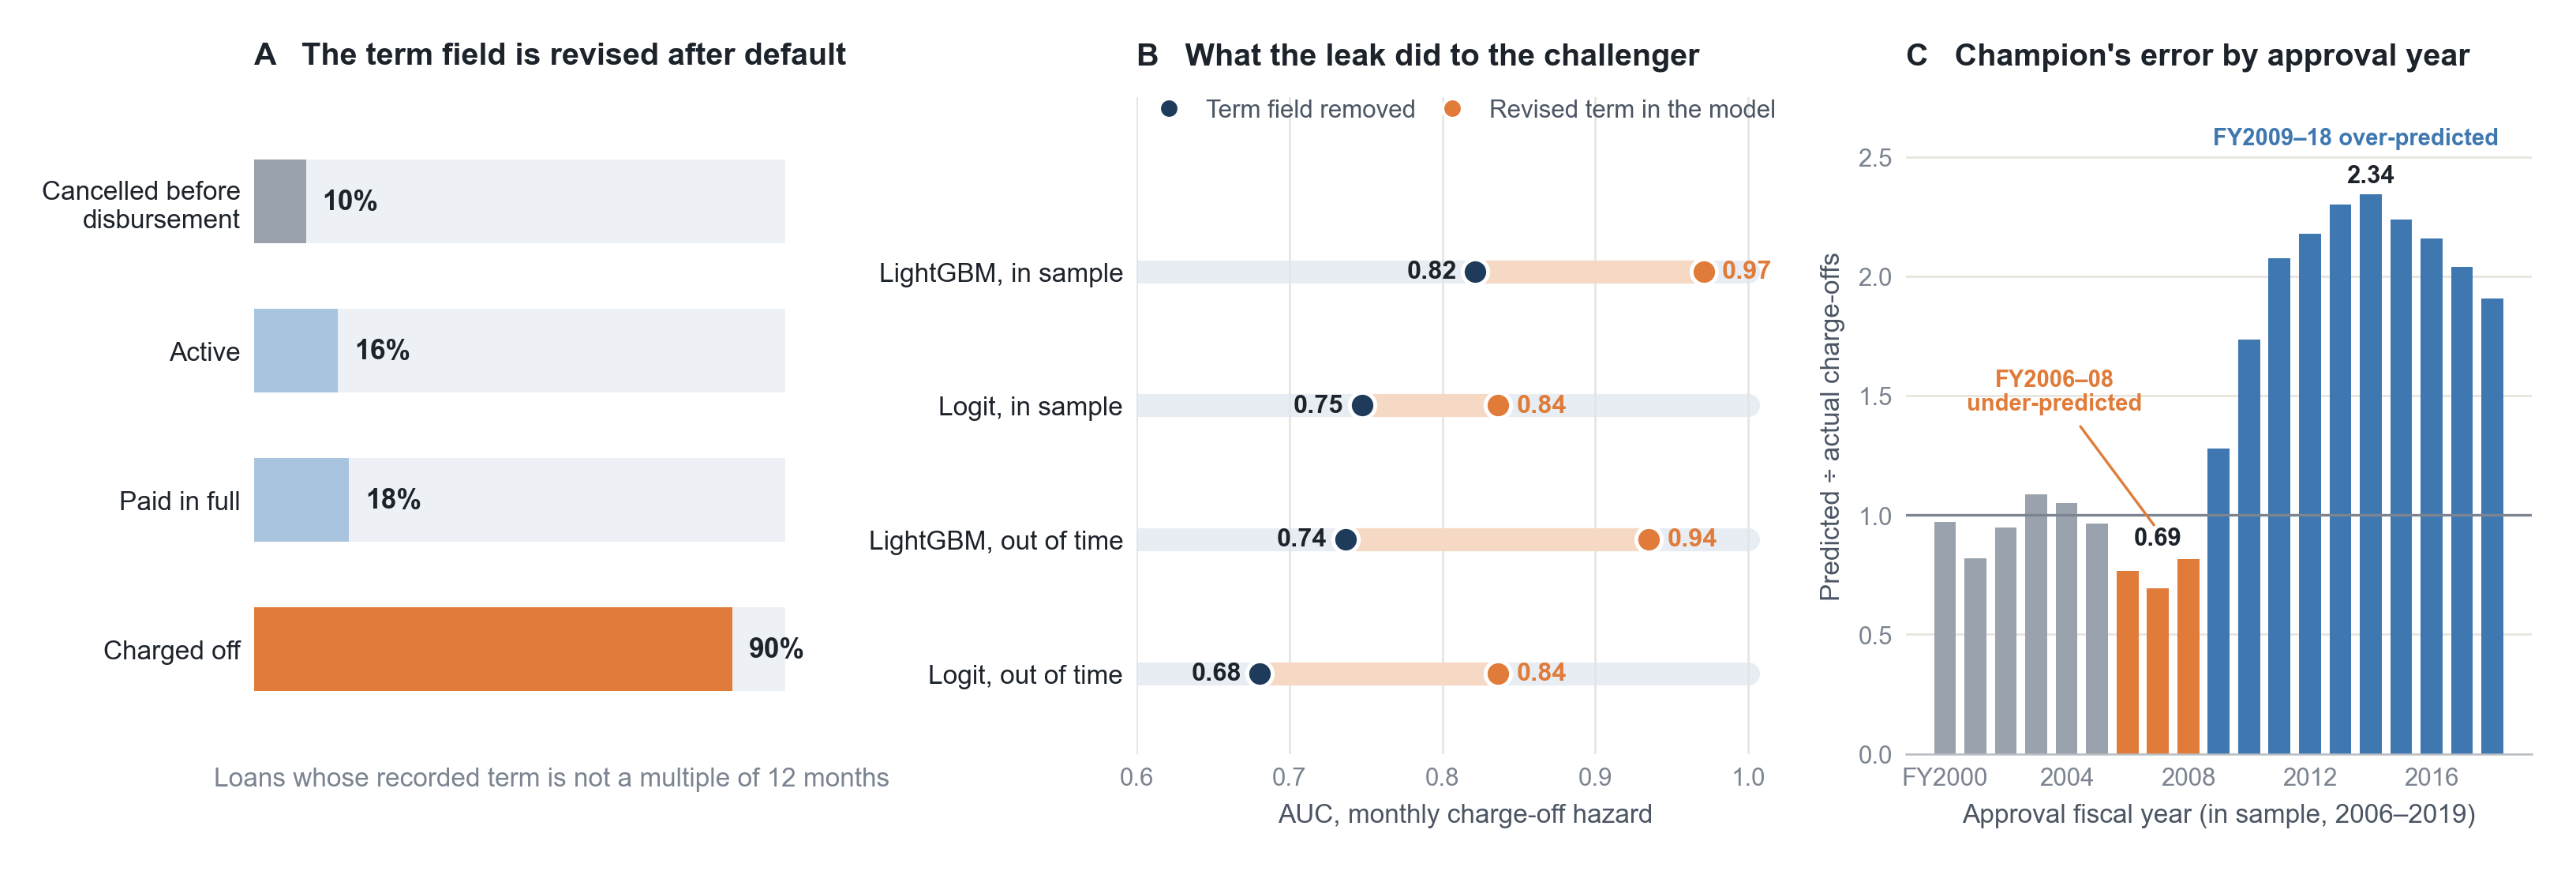 A The term field is revised after default
Cancelled before
disbursement
10%
Active
16%
Paid in full
18%
Charged off
90%
Loans whose recorded term is not a multiple of 12 months
B What the leak did to the challenger
Term field removed
Revised term in the model
LightGBM, in sample
0.82
0.97
Logit, in sample
0.75
0.84
LightGBM, out of time
0.74
0.94
Logit, out of time
0.68
0.84
0.6 0.7 0.8 0.9 1.0
AUC, monthly charge-off hazard
C Champion's error by approval year
Predicted ÷ actual charge-offs
2.5
2.0
1.5
1.0
0.5
0.0
FY2009–18 over-predicted
2.34
FY2006–08
under-predicted
0.69
FY2000 2004 2008 2012 2016
Approval fiscal year (in sample, 2006–2019)